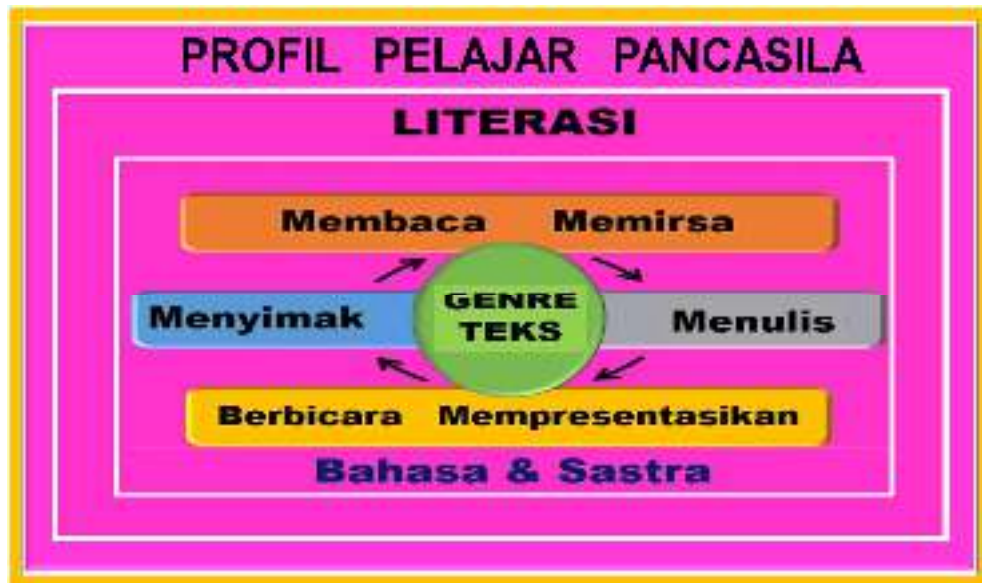 PROFIL PELAJAR PANCASILA
LITERASI
Membaca Memirsa
Menyimak
GENRE
TEKS
Menulis
Berbicara Mempresentasikan
Bahasa & Sastra